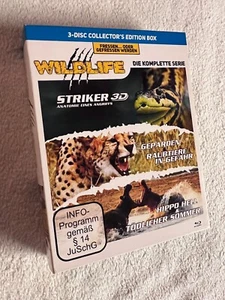 3-DISC COLLECTOR'S EDITION BOX
FRESSEN... ODER
GEFRESSEN WERDEN
WILDLIFE
DIE KOMPLETTE SERIE
STRIKER 3D
ANATOMIE EINES ANGRIFFS
GEPARDEN
RAUBTIERE
IN GEFAHR
HIPPO HELL
TÖDLICHER SOMMER
INFO-
Programm
gemäß
§ 14
JuSchG